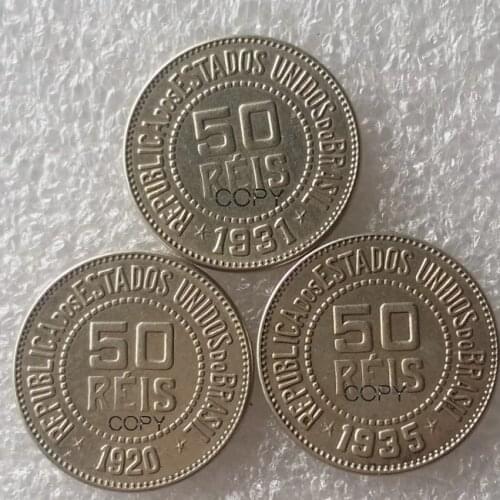 REPUBLICA DOS ESTADOS UNIDOS DO BRASIL
50
RÉIS
COPY
★ 1931 ★
REPUBLICA DOS ESTADOS UNIDOS DO BRASIL
50
RÉIS
COPY
★ 1920 ★
REPUBLICA DOS ESTADOS UNIDOS DO BRASIL
50
RÉIS
COPY
★ 1935 ★